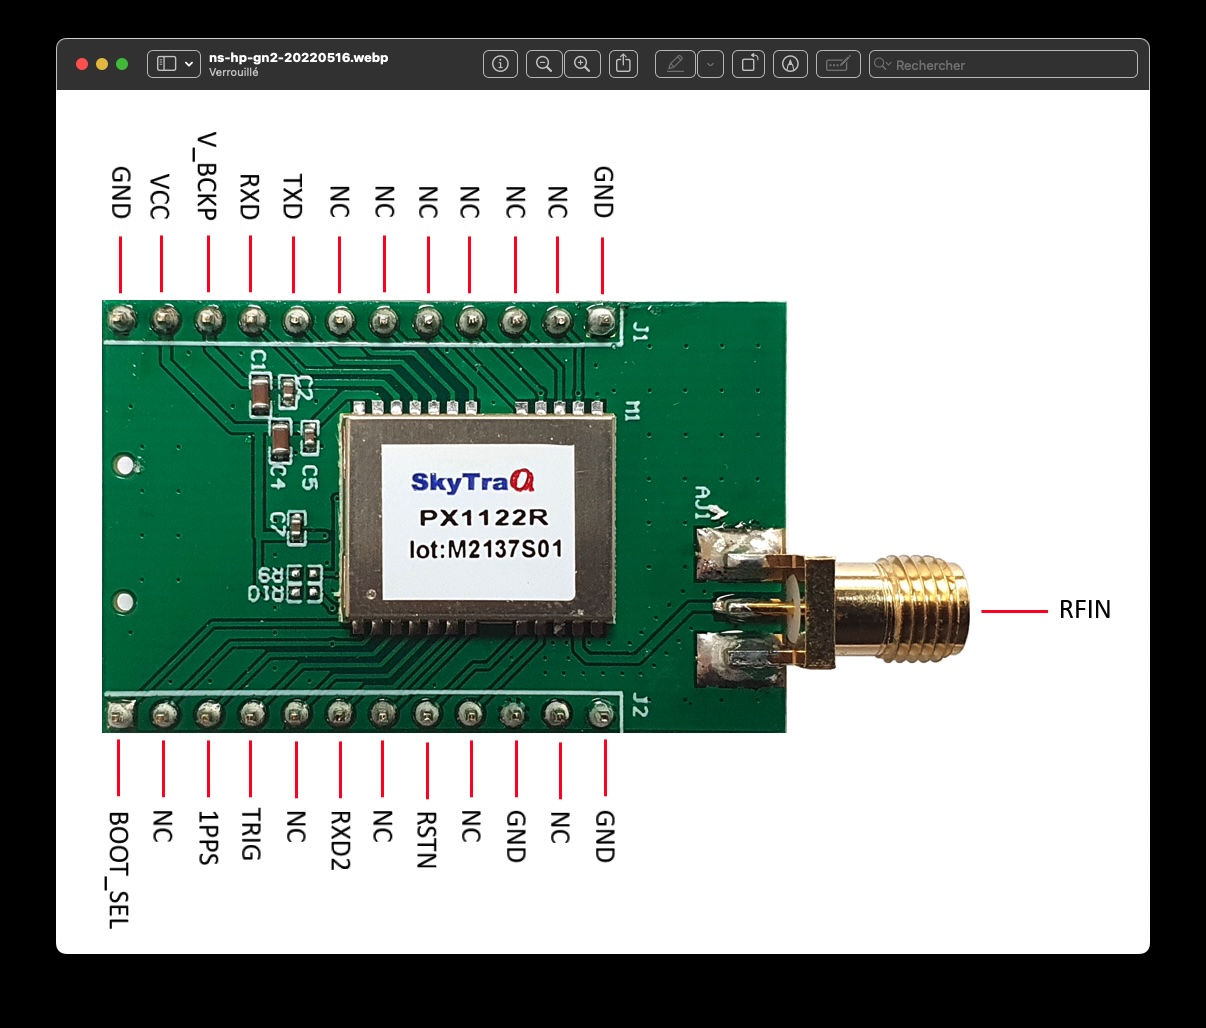 ns-hp-gn2-20220516.webp
Verrouillé
Rechercher
GND
VCC
V_BCKP
RXD
TXD
NC
NC
NC
NC
NC
NC
GND
J1
C1
C2
M1
C4
C5
SkyTraQ
PX1122R
lot:M2137S01
AJ1
C7
R9
R10
RFIN
J2
BOOT_SEL
NC
1PPS
TRIG
NC
RXD2
NC
RSTN
NC
GND
NC
GND